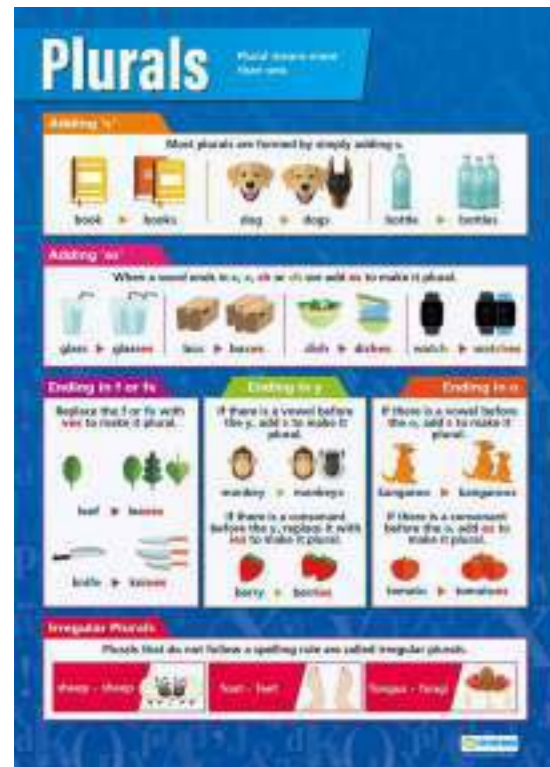 Plurals
Plural means more
than one.
Adding 's'
Most plurals are formed by simply adding s.
book books
dog dogs
bottle bottles
Adding 'es'
When a word ends in s, x, sh or ch we add es to make it plural.
glass glasses
box boxes
dish dishes
watch watches
Ending in f or fe
Replace the f or fe with
ves to make it plural.
leaf leaves
knife knives
Ending in y
If there is a vowel before
the y, add s to make it
plural.
monkey monkeys
If there is a consonant
before the y, replace it with
ies to make it plural.
berry berries
Ending in o
If there is a vowel before
the o, add s to make it
plural.
kangaroo kangaroos
If there is a consonant
before the o, add es to
make it plural.
tomato tomatoes
Irregular Plurals
Plurals that do not follow a spelling rule are called irregular plurals.
sheep - sheep
foot - feet
fungus - fungi